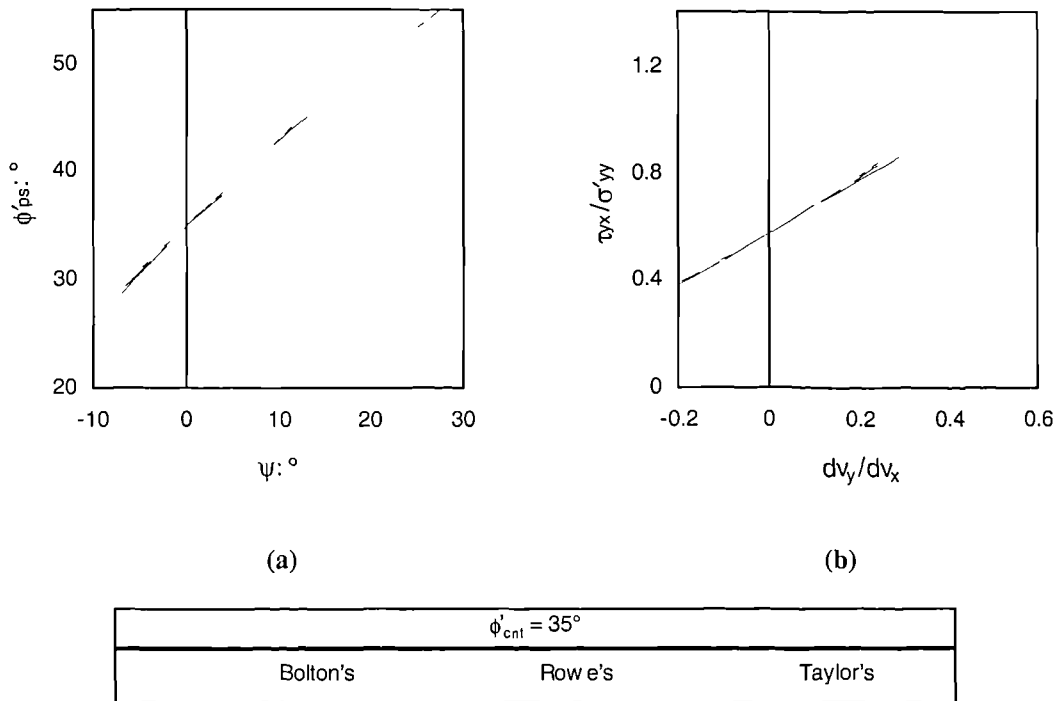 50
40
30
20
φ'ps: °
-10 0 10 20 30
ψ: °
(a)
1.2
0.8
0.4
0
τyx/σ'yy
-0.2 0 0.2 0.4 0.6
dvy/dvx
(b)
φ'cnt = 35°
Bolton's Row e's Taylor's